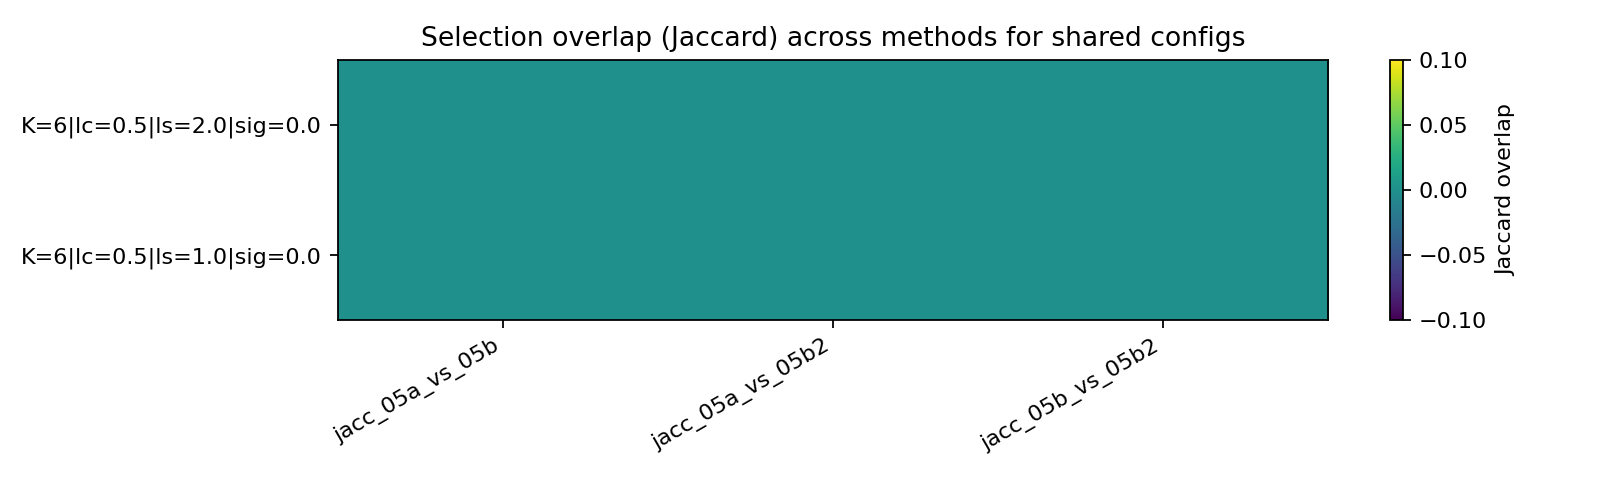 Selection overlap (Jaccard) across methods for shared configs
K=6|lc=0.5|ls=2.0|sig=0.0
K=6|lc=0.5|ls=1.0|sig=0.0
jacc_05a_vs_05b
jacc_05a_vs_05b2
jacc_05b_vs_05b2
0.10
0.05
0.00
−0.05
−0.10
Jaccard overlap